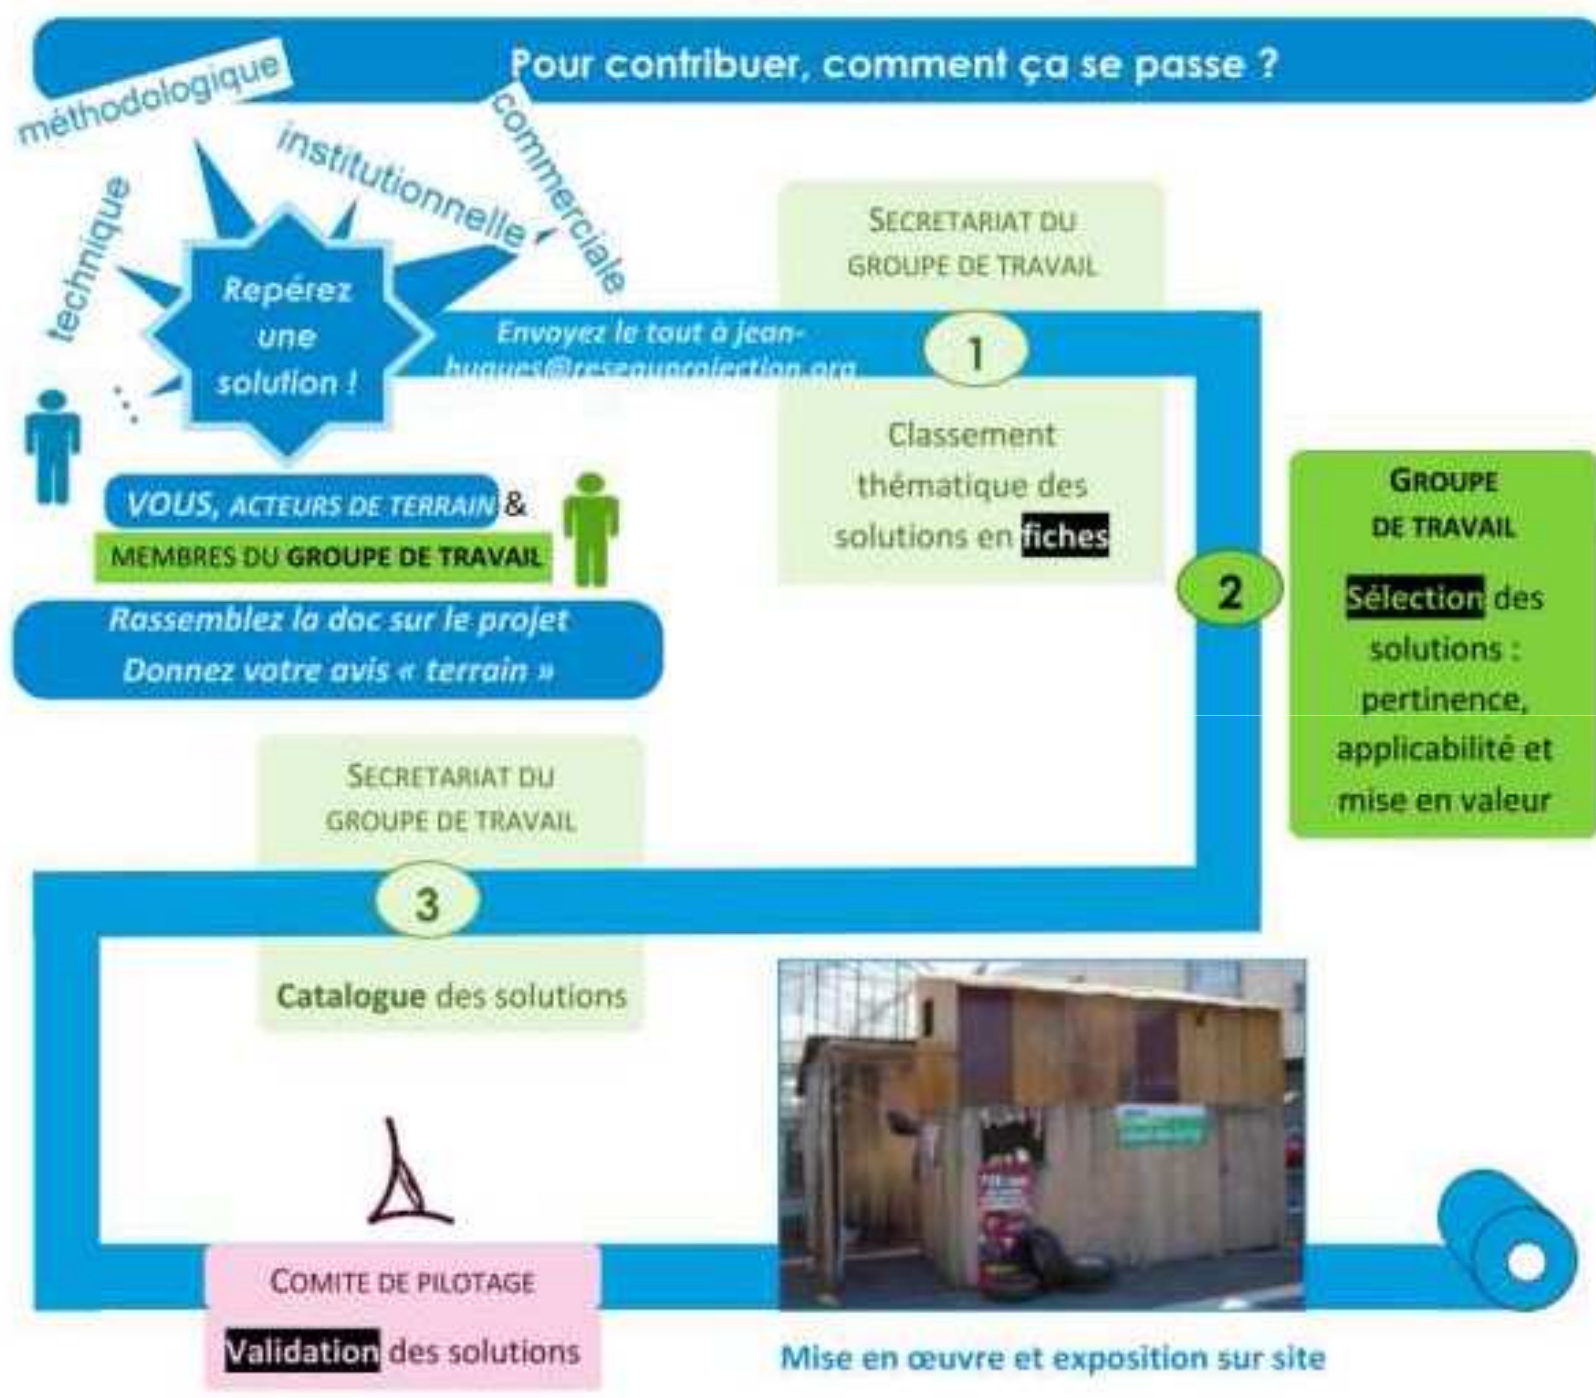 Pour contribuer, comment ça se passe ?
méthodologique
institutionnelle
commerciale
technique
...
Repérez
une
solution !
Envoyez le tout à jean-
hugues@reseauprojection.org
VOUS, ACTEURS DE TERRAIN &
MEMBRES DU GROUPE DE TRAVAIL
Rassemblez la doc sur le projet
Donnez votre avis « terrain »
SECRETARIAT DU
GROUPE DE TRAVAIL
1
Classement
thématique des
solutions en fiches
2
GROUPE
DE TRAVAIL
Sélection des
solutions :
pertinence,
applicabilité et
mise en valeur
SECRETARIAT DU
GROUPE DE TRAVAIL
3
Catalogue des solutions
COMITE DE PILOTAGE
Validation des solutions
Mise en œuvre et exposition sur site